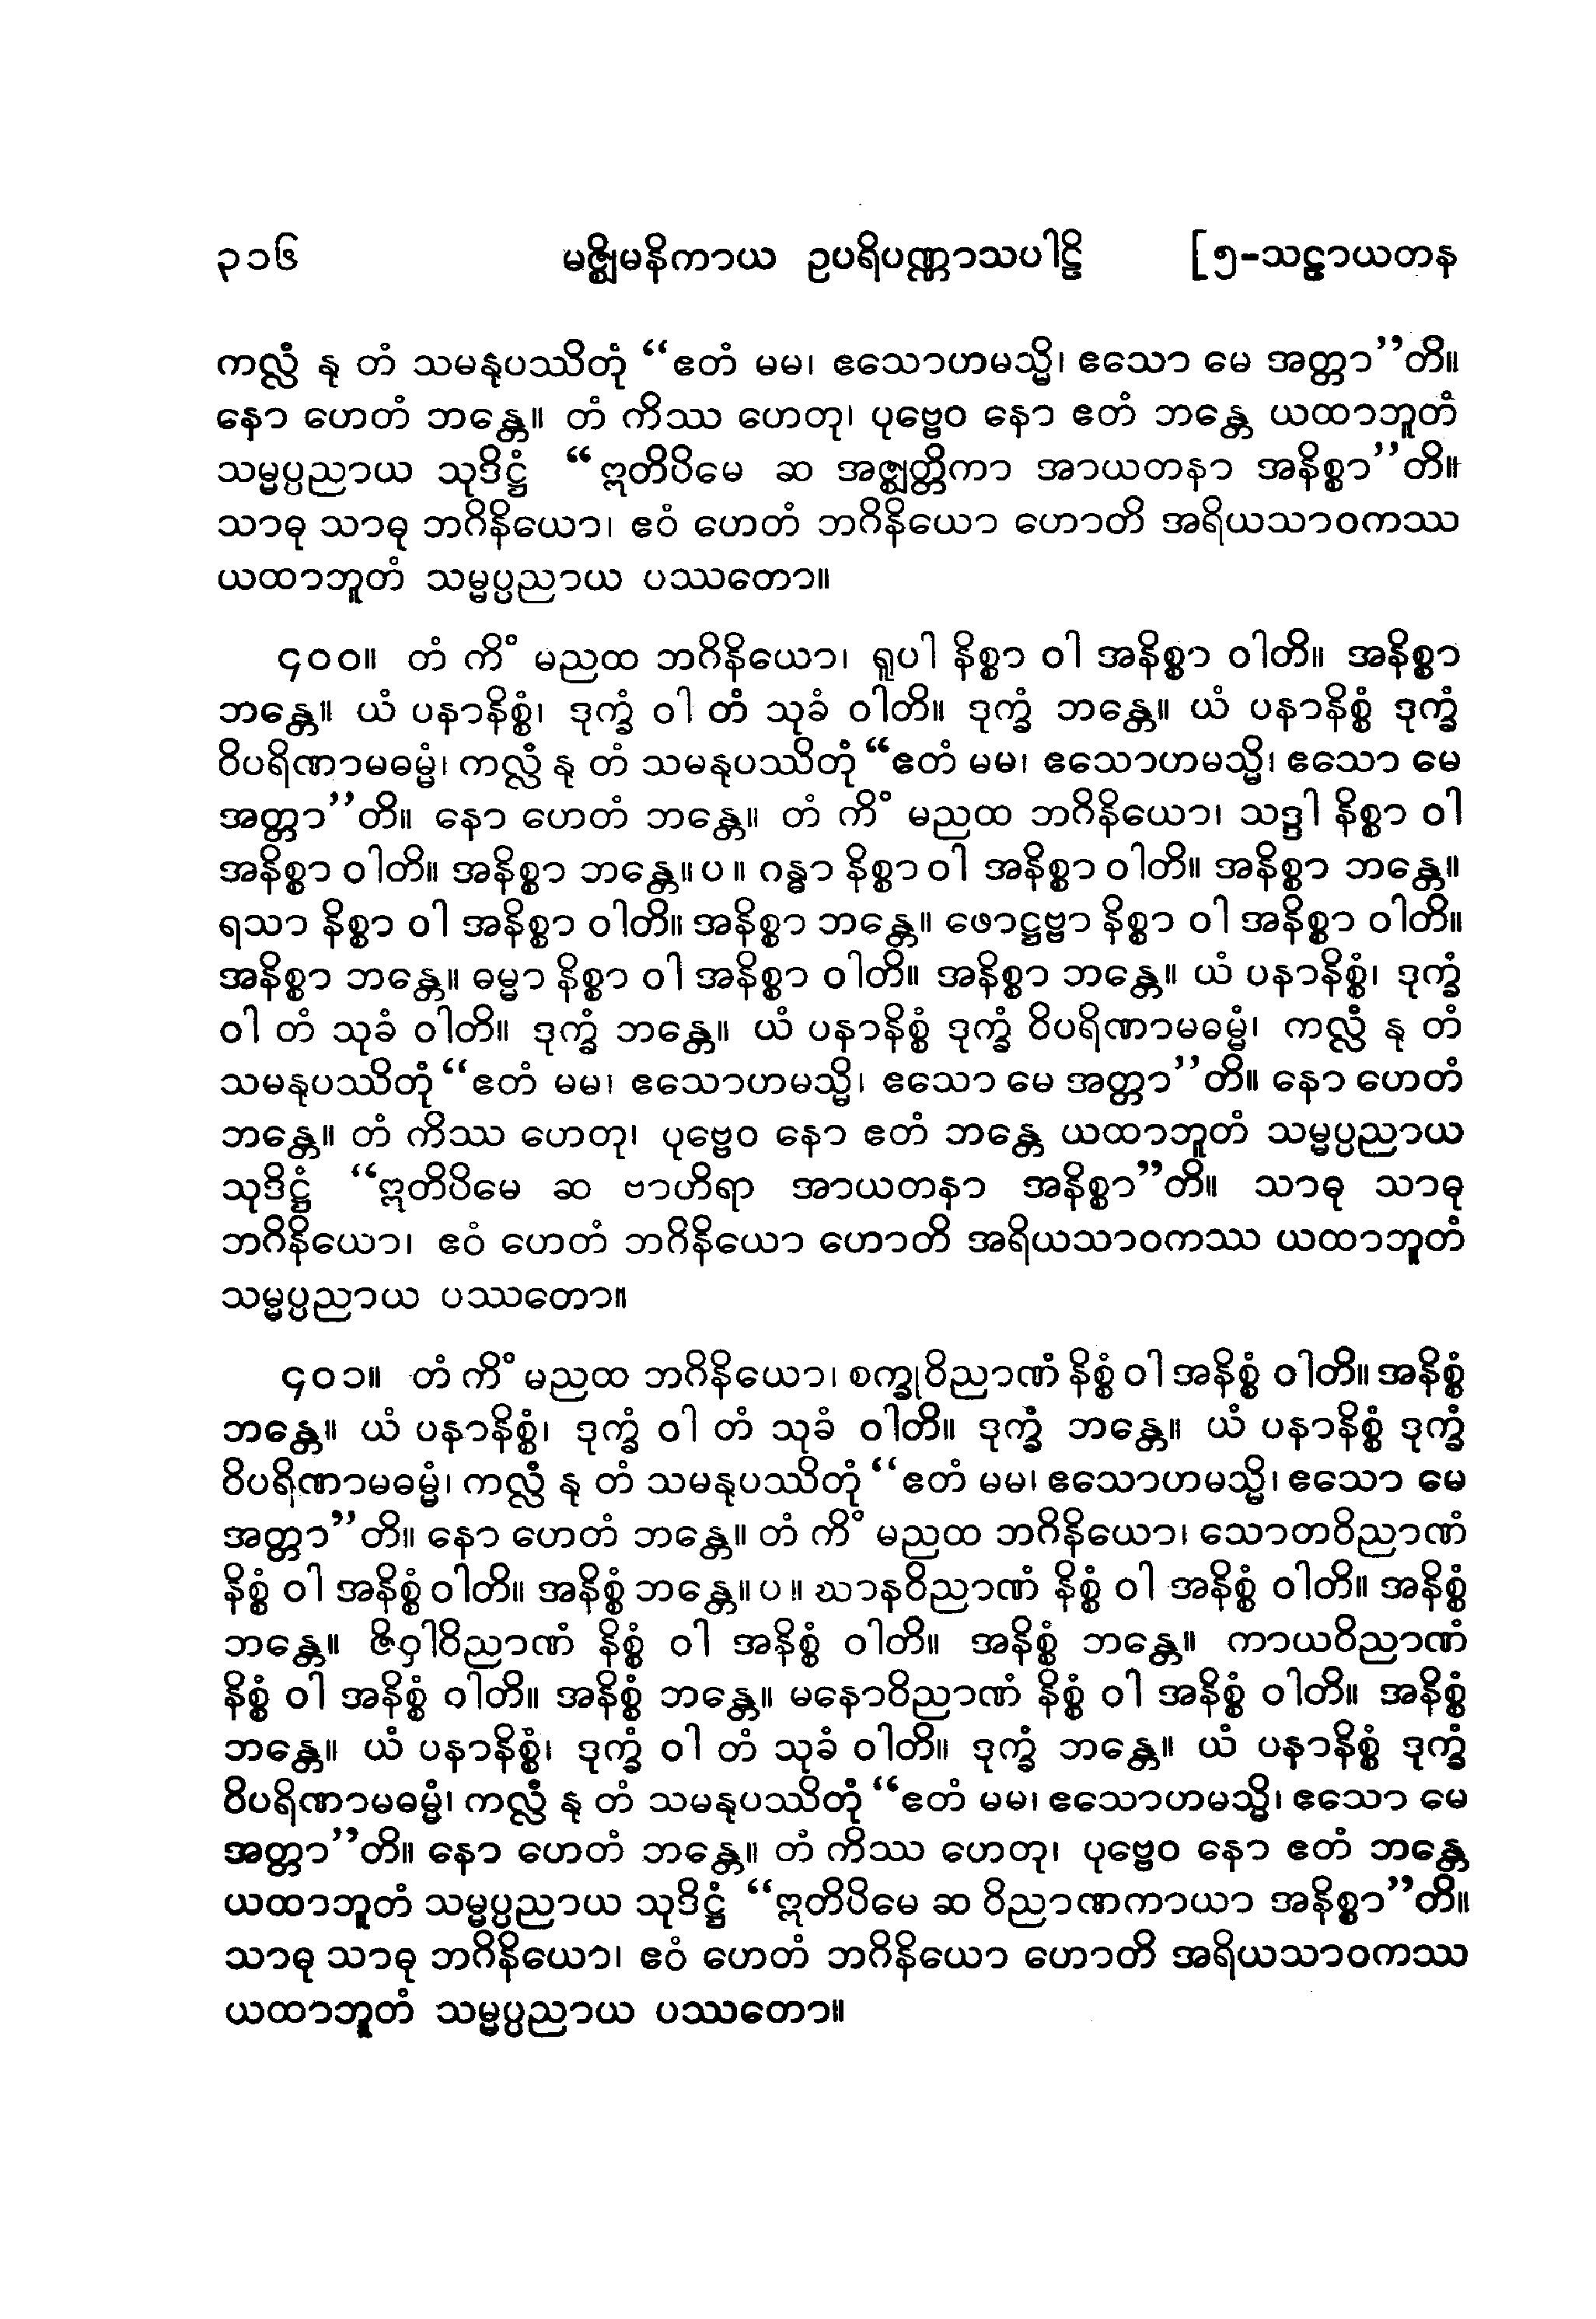 ၃၁၆ မဇ္ဈိမနိကာယ ဥပရိပဏ္ဏာသပါဠိ [၅-သဠာယတန
ကလ္လံ နု တံ သမနုပဿိတုံ “ဧတံ မမ၊ ဧသောဟမသ္မိ၊ ဧသော မေ အတ္တာ”တိ။
နော ဟေတံ ဘန္တေ။ တံ ကိဿ ဟေတု၊ ပုဗ္ဗေဝ နော ဧတံ ဘန္တေ ယထာဘူတံ
သမ္မပ္ပညာယ သုဒိဋ္ဌံ “ဣတိပိမေ ဆ အဇ္ဈတ္တိကာ အာယတနာ အနိစ္စာ”တိ။
သာဓု သာဓု ဘဂိနိယော၊ ဧဝံ ဟေတံ ဘဂိနိယော ဟောတိ အရိယသာဝကဿ
ယထာဘူတံ သမ္မပ္ပညာယ ပဿတော။
၄၀၀။ တံ ကိံ မညထ ဘဂိနိယော၊ ရူပါ နိစ္စာ ဝါ အနိစ္စာ ဝါတိ။ အနိစ္စာ
ဘန္တေ။ ယံ ပနာနိစ္စံ၊ ဒုက္ခံ ဝါ တံ သုခံ ဝါတိ။ ဒုက္ခံ ဘန္တေ။ ယံ ပနာနိစ္စံ ဒုက္ခံ
ဝိပရိဏာမဓမ္မံ၊ ကလ္လံ နု တံ သမနုပဿိတုံ “ဧတံ မမ၊ ဧသောဟမသ္မိ၊ ဧသော မေ
အတ္တာ”တိ။ နော ဟေတံ ဘန္တေ။ တံ ကိံ မညထ ဘဂိနိယော၊ သဒ္ဒါ နိစ္စာ ဝါ
အနိစ္စာ ဝါတိ။ အနိစ္စာ ဘန္တေ။ ပ ။ ဂန္ဓာ နိစ္စာ ဝါ အနိစ္စာ ဝါတိ။ အနိစ္စာ ဘန္တေ။
ရသာ နိစ္စာ ဝါ အနိစ္စာ ဝါတိ။ အနိစ္စာ ဘန္တေ။ ဖောဋ္ဌဗ္ဗာ နိစ္စာ ဝါ အနိစ္စာ ဝါတိ။
အနိစ္စာ ဘန္တေ။ ဓမ္မာ နိစ္စာ ဝါ အနိစ္စာ ဝါတိ။ အနိစ္စာ ဘန္တေ။ ယံ ပနာနိစ္စံ၊ ဒုက္ခံ
ဝါ တံ သုခံ ဝါတိ။ ဒုက္ခံ ဘန္တေ။ ယံ ပနာနိစ္စံ ဒုက္ခံ ဝိပရိဏာမဓမ္မံ၊ ကလ္လံ နု တံ
သမနုပဿိတုံ “ဧတံ မမ၊ ဧသောဟမသ္မိ၊ ဧသော မေ အတ္တာ”တိ။ နော ဟေတံ
ဘန္တေ။ တံ ကိဿ ဟေတု၊ ပုဗ္ဗေဝ နော ဧတံ ဘန္တေ ယထာဘူတံ သမ္မပ္ပညာယ
သုဒိဋ္ဌံ “ဣတိပိမေ ဆ ဗာဟိရာ အာယတနာ အနိစ္စာ”တိ။ သာဓု သာဓု
ဘဂိနိယော၊ ဧဝံ ဟေတံ ဘဂိနိယော ဟောတိ အရိယသာဝကဿ ယထာဘူတံ
သမ္မပ္ပညာယ ပဿတော။
၄၀၁။ တံ ကိံ မညထ ဘဂိနိယော၊ စက္ခုဝိညာဏံ နိစ္စံ ဝါ အနိစ္စံ ဝါတိ။ အနိစ္စံ
ဘန္တေ။ ယံ ပနာနိစ္စံ၊ ဒုက္ခံ ဝါ တံ သုခံ ဝါတိ။ ဒုက္ခံ ဘန္တေ။ ယံ ပနာနိစ္စံ ဒုက္ခံ
ဝိပရိဏာမဓမ္မံ၊ ကလ္လံ နု တံ သမနုပဿိတုံ “ဧတံ မမ၊ ဧသောဟမသ္မိ၊ ဧသော မေ
အတ္တာ”တိ။ နော ဟေတံ ဘန္တေ။ တံ ကိံ မညထ ဘဂိနိယော၊ သောတဝိညာဏံ
နိစ္စံ ဝါ အနိစ္စံ ဝါတိ။ အနိစ္စံ ဘန္တေ။ ပ ။ ဃာနဝိညာဏံ နိစ္စံ ဝါ အနိစ္စံ ဝါတိ။ အနိစ္စံ
ဘန္တေ။ ဇိဝှါဝိညာဏံ နိစ္စံ ဝါ အနိစ္စံ ဝါတိ။ အနိစ္စံ ဘန္တေ။ ကာယဝိညာဏံ
နိစ္စံ ဝါ အနိစ္စံ ဝါတိ။ အနိစ္စံ ဘန္တေ။ မနောဝိညာဏံ နိစ္စံ ဝါ အနိစ္စံ ဝါတိ။ အနိစ္စံ
ဘန္တေ။ ယံ ပနာနိစ္စံ၊ ဒုက္ခံ ဝါ တံ သုခံ ဝါတိ။ ဒုက္ခံ ဘန္တေ။ ယံ ပနာနိစ္စံ ဒုက္ခံ
ဝိပရိဏာမဓမ္မံ၊ ကလ္လံ နု တံ သမနုပဿိတုံ “ဧတံ မမ၊ ဧသောဟမသ္မိ၊ ဧသော မေ
အတ္တာ”တိ။ နော ဟေတံ ဘန္တေ။ တံ ကိဿ ဟေတု၊ ပုဗ္ဗေဝ နော ဧတံ ဘန္တေ
ယထာဘူတံ သမ္မပ္ပညာယ သုဒိဋ္ဌံ “ဣတိပိမေ ဆ ဝိညာဏကာယာ အနိစ္စာ”တိ။
သာဓု သာဓု ဘဂိနိယော၊ ဧဝံ ဟေတံ ဘဂိနိယော ဟောတိ အရိယသာဝကဿ
ယထာဘူတံ သမ္မပ္ပညာယ ပဿတော။